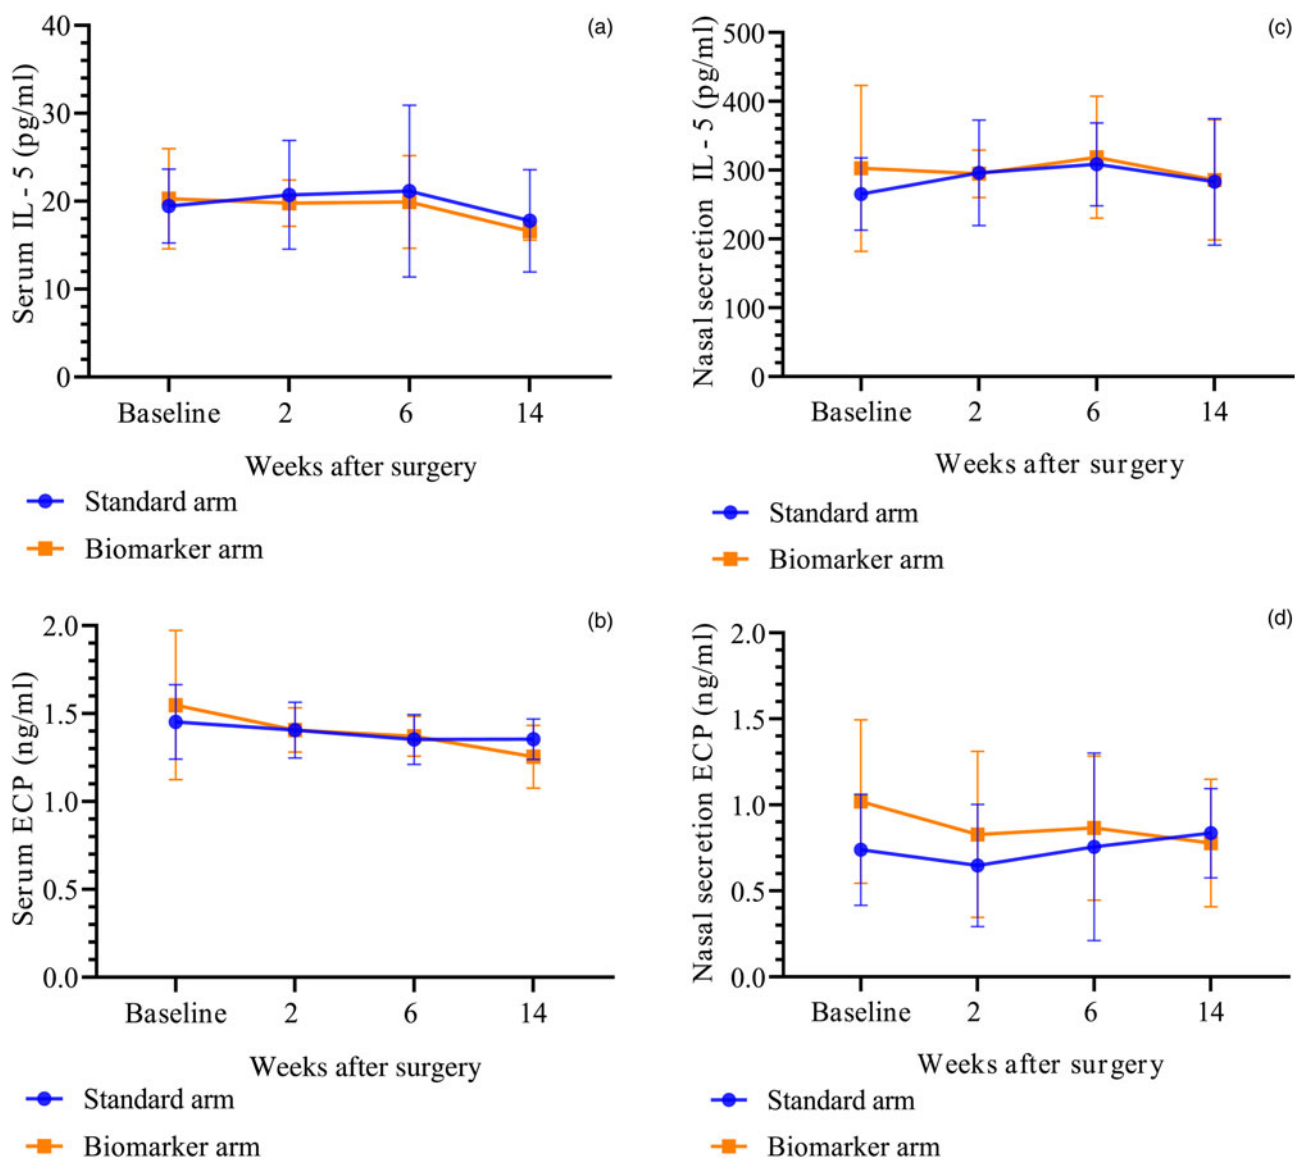 (a)
Serum IL - 5 (pg/ml)
40
30
20
10
0
Baseline 2 6 14
Weeks after surgery
Standard arm
Biomarker arm
(c)
Nasal secretion IL - 5 (pg/ml)
500
400
300
200
100
0
Baseline 2 6 14
Weeks after surgery
Standard arm
Biomarker arm
(b)
Serum ECP (ng/ml)
2.0
1.5
1.0
0.5
0.0
Baseline 2 6 14
Weeks after surgery
Standard arm
Biomarker arm
(d)
Nasal secretion ECP (ng/ml)
2.0
1.5
1.0
0.5
0.0
Baseline 2 6 14
Weeks after surgery
Standard arm
Biomarker arm